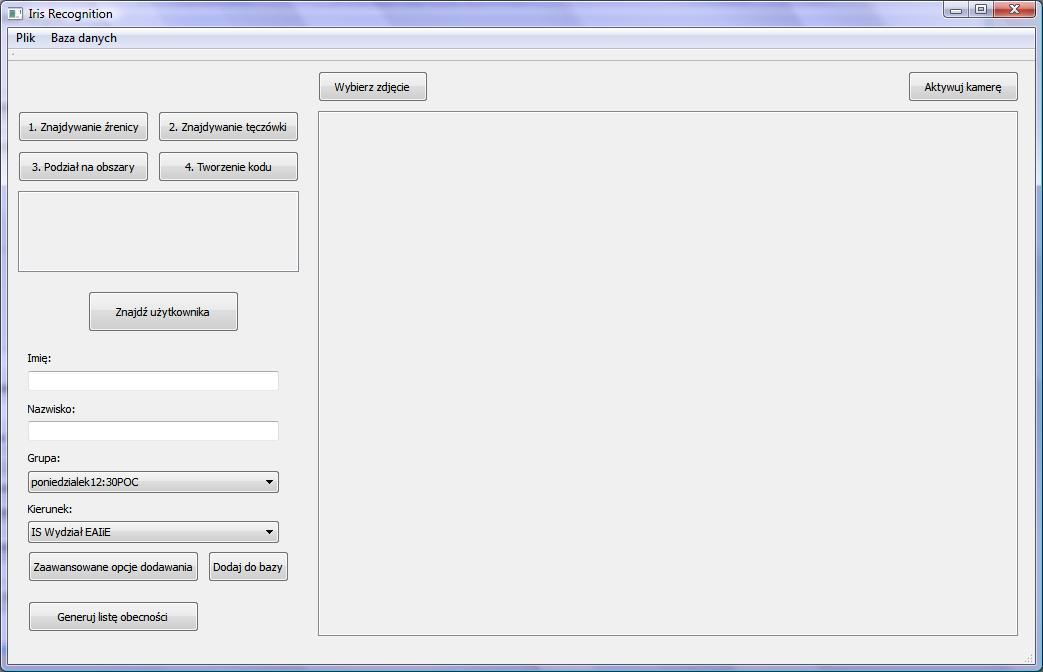 Iris Recognition
Plik Baza danych
Wybierz zdjęcie Aktywuj kamerę
1. Znajdywanie źrenicy 2. Znajdywanie tęczówki
3. Podział na obszary 4. Tworzenie kodu
Znajdź użytkownika
Imię:
Nazwisko:
Grupa:
poniedzialek12:30POC
Kierunek:
IS Wydział EAIiE
Zaawansowane opcje dodawania Dodaj do bazy
Generuj listę obecności